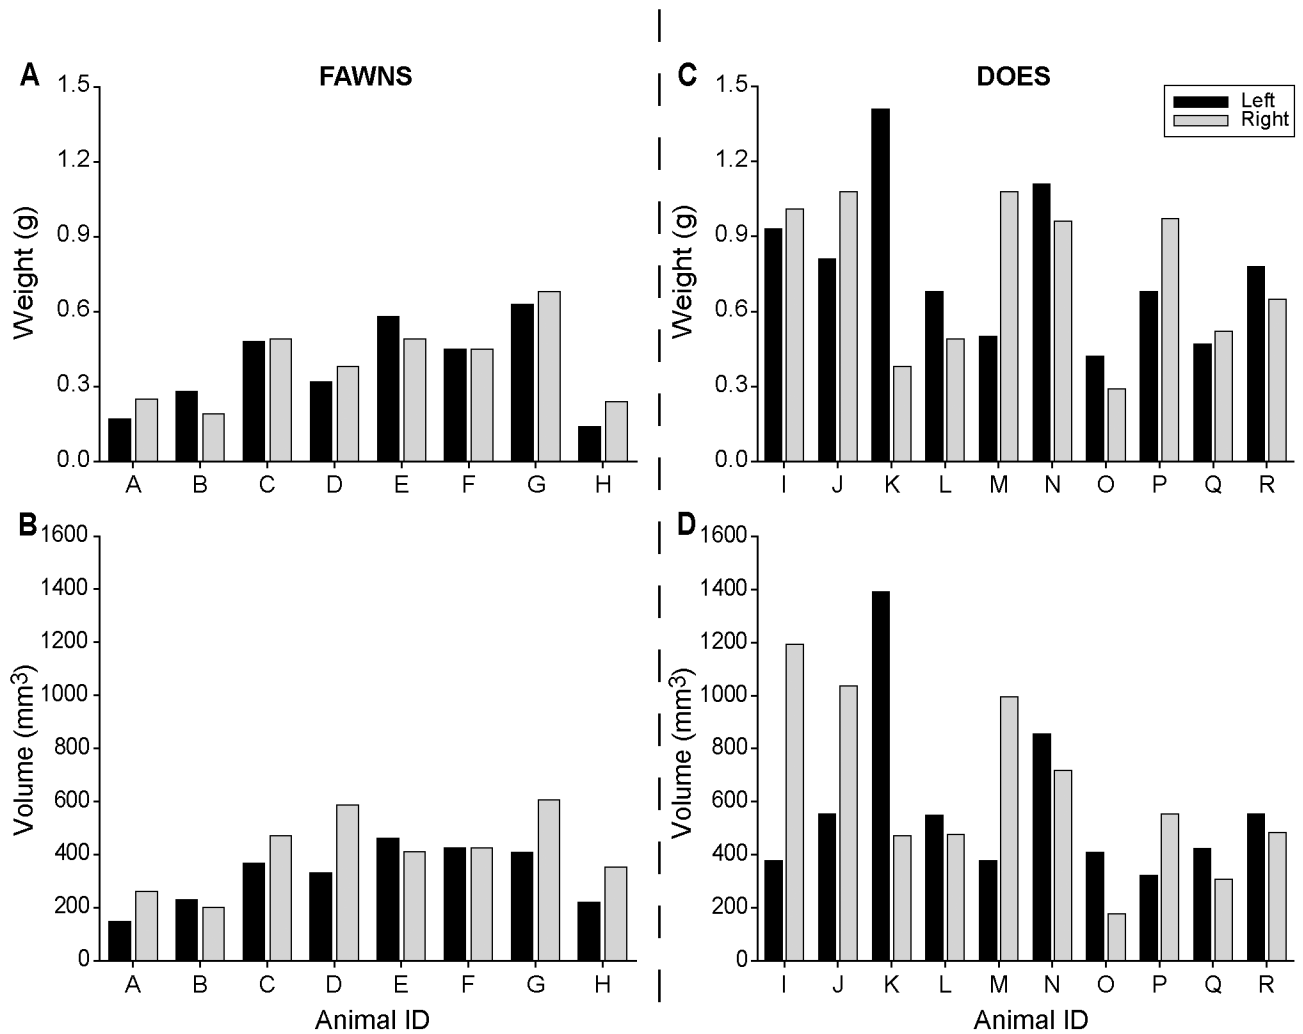 A
FAWNS
1.5
1.2
0.9
0.6
0.3
0.0
Weight (g)
A B C D E F G H
B
1600
1400
1200
1000
800
600
400
200
0
Volume (mm³)
A B C D E F G H
Animal ID
C
DOES
Left
Right
1.5
1.2
0.9
0.6
0.3
0.0
Weight (g)
I J K L M N O P Q R
D
1600
1400
1200
1000
800
600
400
200
0
Volume (mm³)
I J K L M N O P Q R
Animal ID